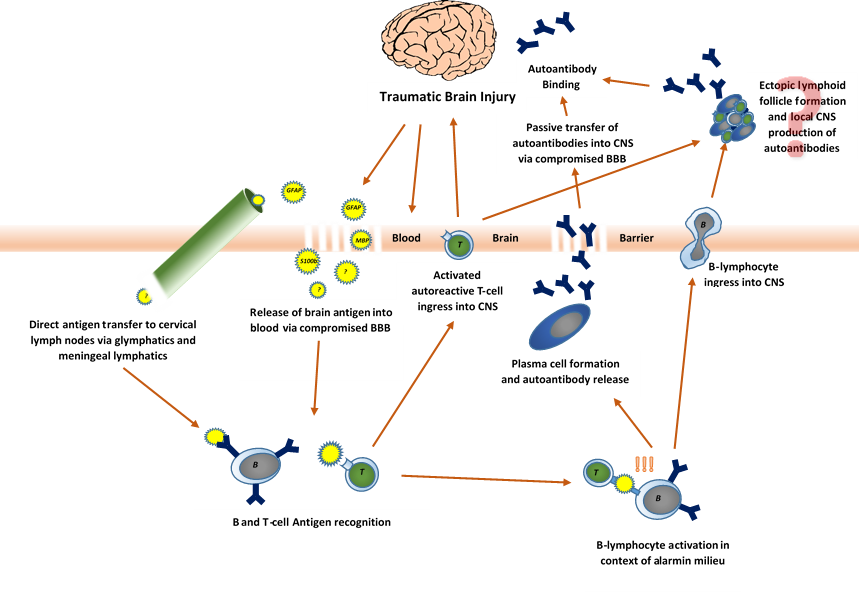 Traumatic Brain Injury
Autoantibody
Binding
Ectopic lymphoid
follicle formation
and local CNS
production of
autoantibodies
?
Passive transfer of
autoantibodies into CNS
via compromised BBB
GFAP
GFAP
MBP
S100b
?
?
?
Blood
T
Brain
Barrier
B
Activated
autoreactive T-cell
ingress into CNS
B-lymphocyte
ingress into CNS
Direct antigen transfer to cervical
lymph nodes via glymphatics and
meningeal lymphatics
Release of brain antigen into
blood via compromised BBB
Plasma cell formation
and autoantibody release
B
T
B and T-cell Antigen recognition
!!!
T
B
B-lymphocyte activation in
context of alarmin milieu